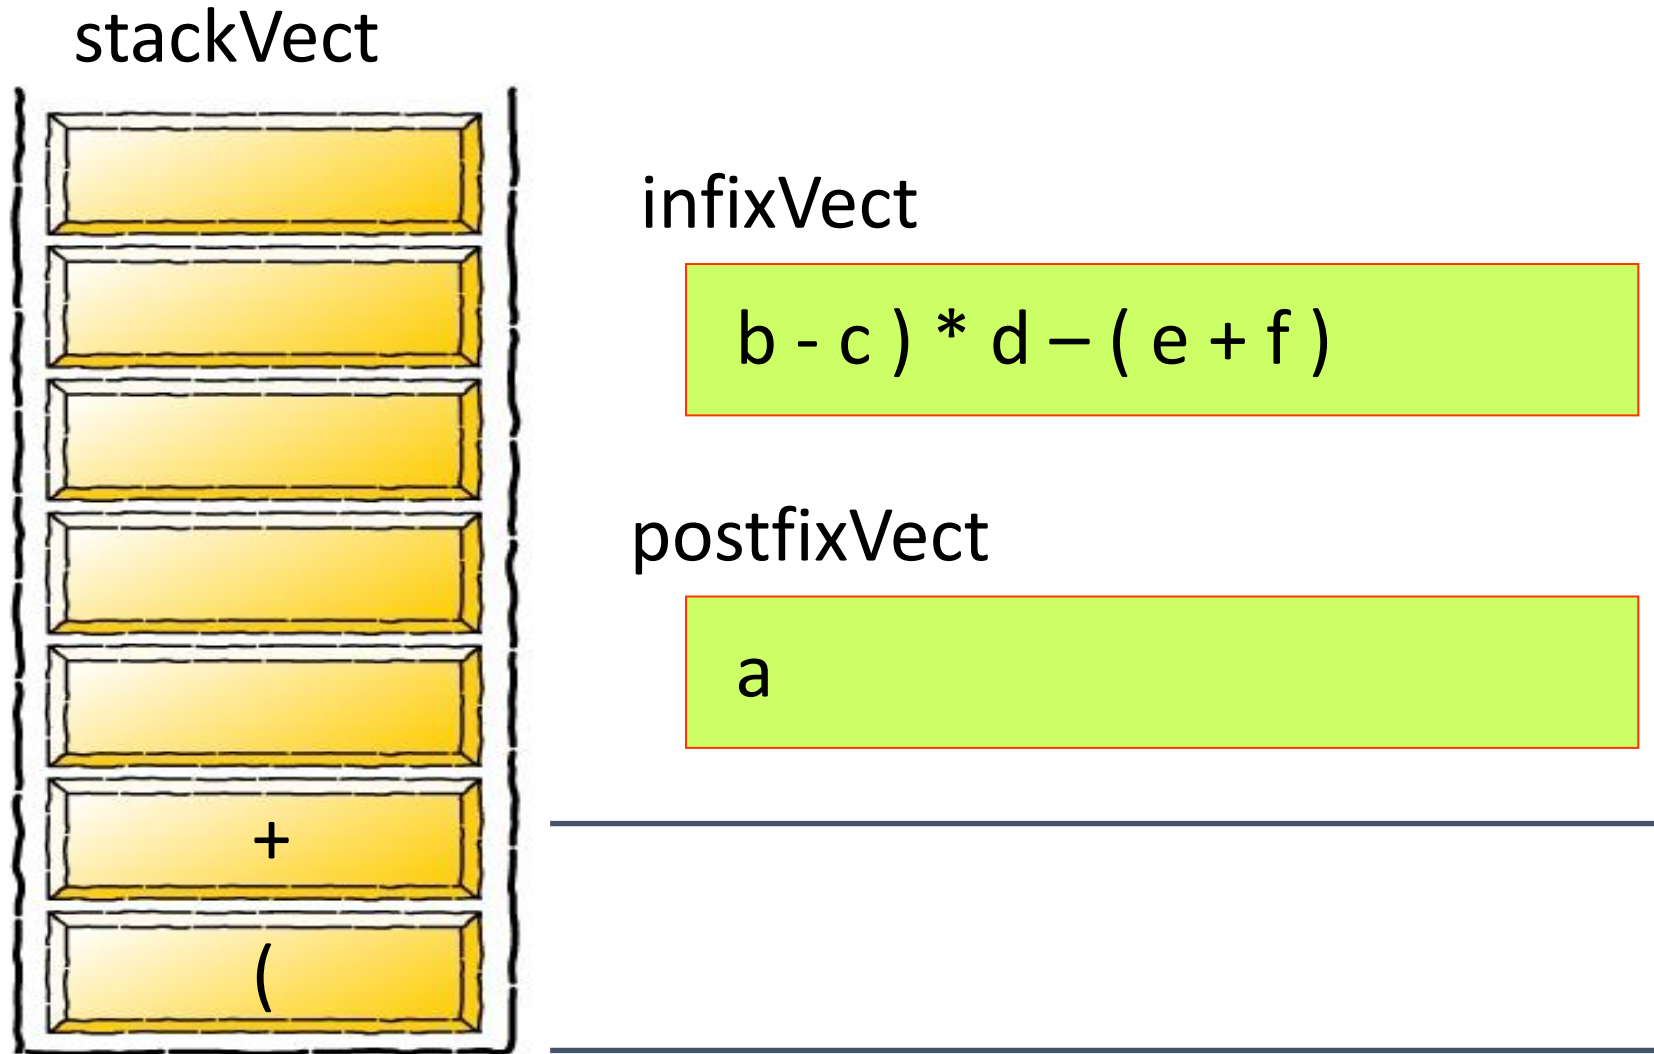 stackVect
infixVect
b - c ) * d – ( e + f )
postfixVect
a
+
(